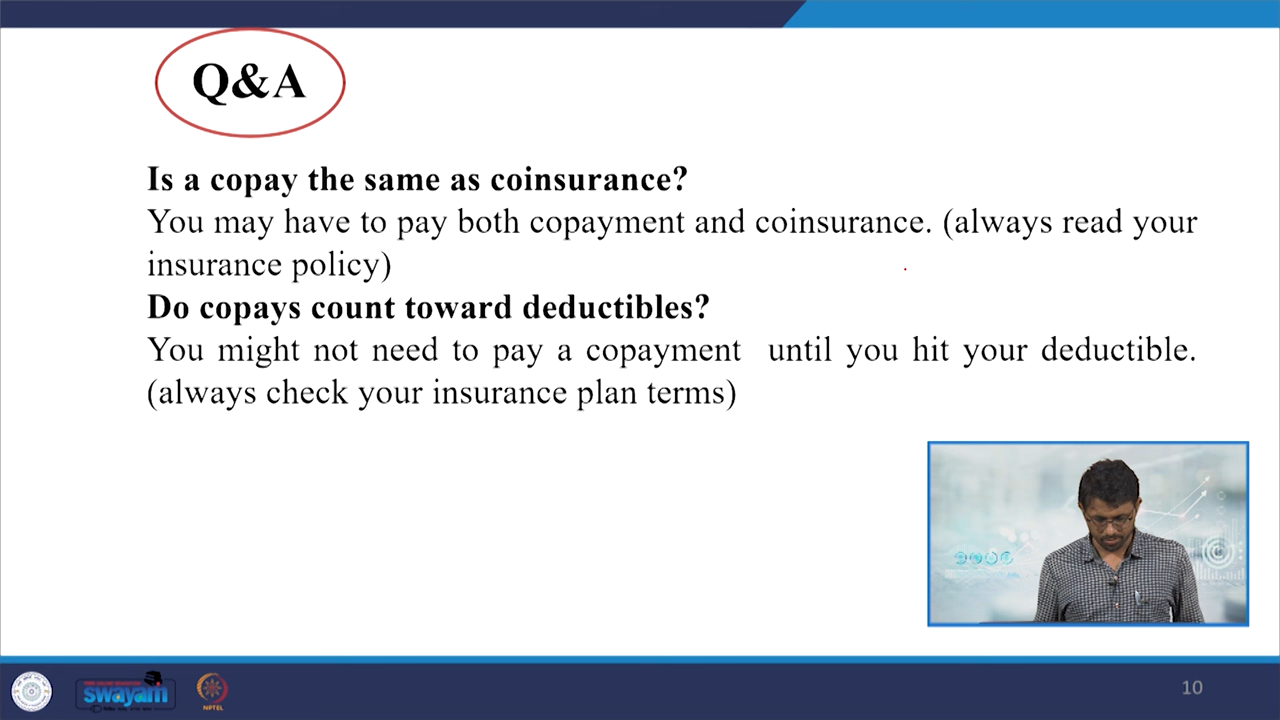 Q&A
Is a copay the same as coinsurance?
You may have to pay both copayment and coinsurance. (always read your
insurance policy)
Do copays count toward deductibles?
You might not need to pay a copayment until you hit your deductible.
(always check your insurance plan terms)
swayam
NPTEL
10